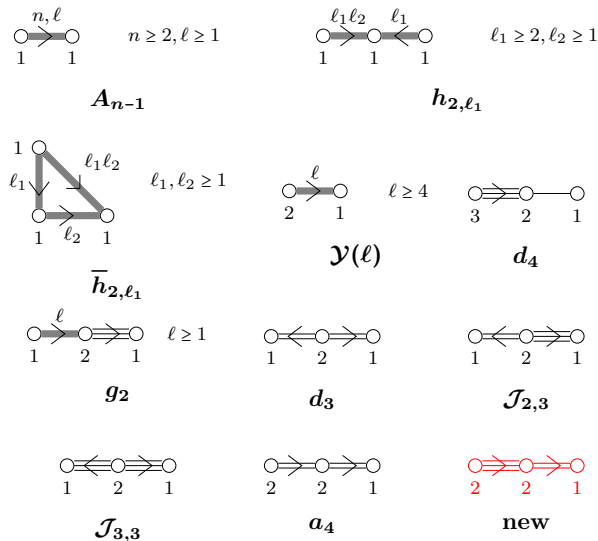 n, ℓ
n ≥ 2, ℓ ≥ 1
1 1
A_{n-1}
ℓ₁ℓ₂ ℓ₁
ℓ₁ ≥ 2, ℓ₂ ≥ 1
1 1 1
h_{2,ℓ₁}
1
ℓ₁ℓ₂
ℓ₁
ℓ₁, ℓ₂ ≥ 1
1 ℓ₂ 1
h̅_{2,ℓ₁}
ℓ
ℓ ≥ 4
2 1
𝒴(ℓ)
3 2 1
d₄
ℓ
ℓ ≥ 1
1 2 1
g₂
1 2 1
d₃
1 2 1
𝒥_{2,3}
1 2 1
𝒥_{3,3}
2 2 1
a₄
2 2 1
new